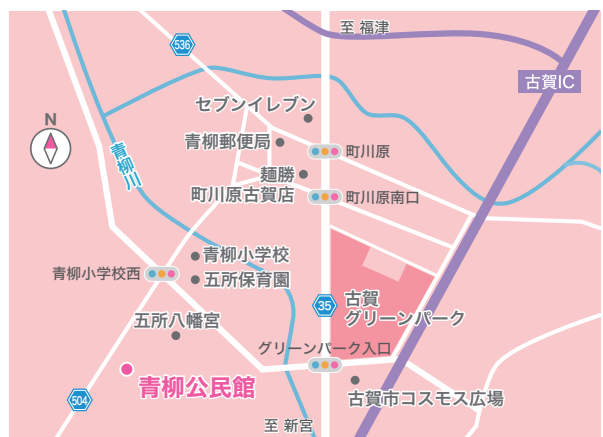 至 福津
536
古賀IC
セブンイレブン
N
青柳郵便局
町川原
青柳川
麺勝
町川原古賀店
町川原南口
青柳小学校
青柳小学校西
五所保育園
古賀
グリーンパーク
35
五所八幡宮
グリーンパーク入口
青柳公民館
504
古賀市コスモス広場
至 新宮